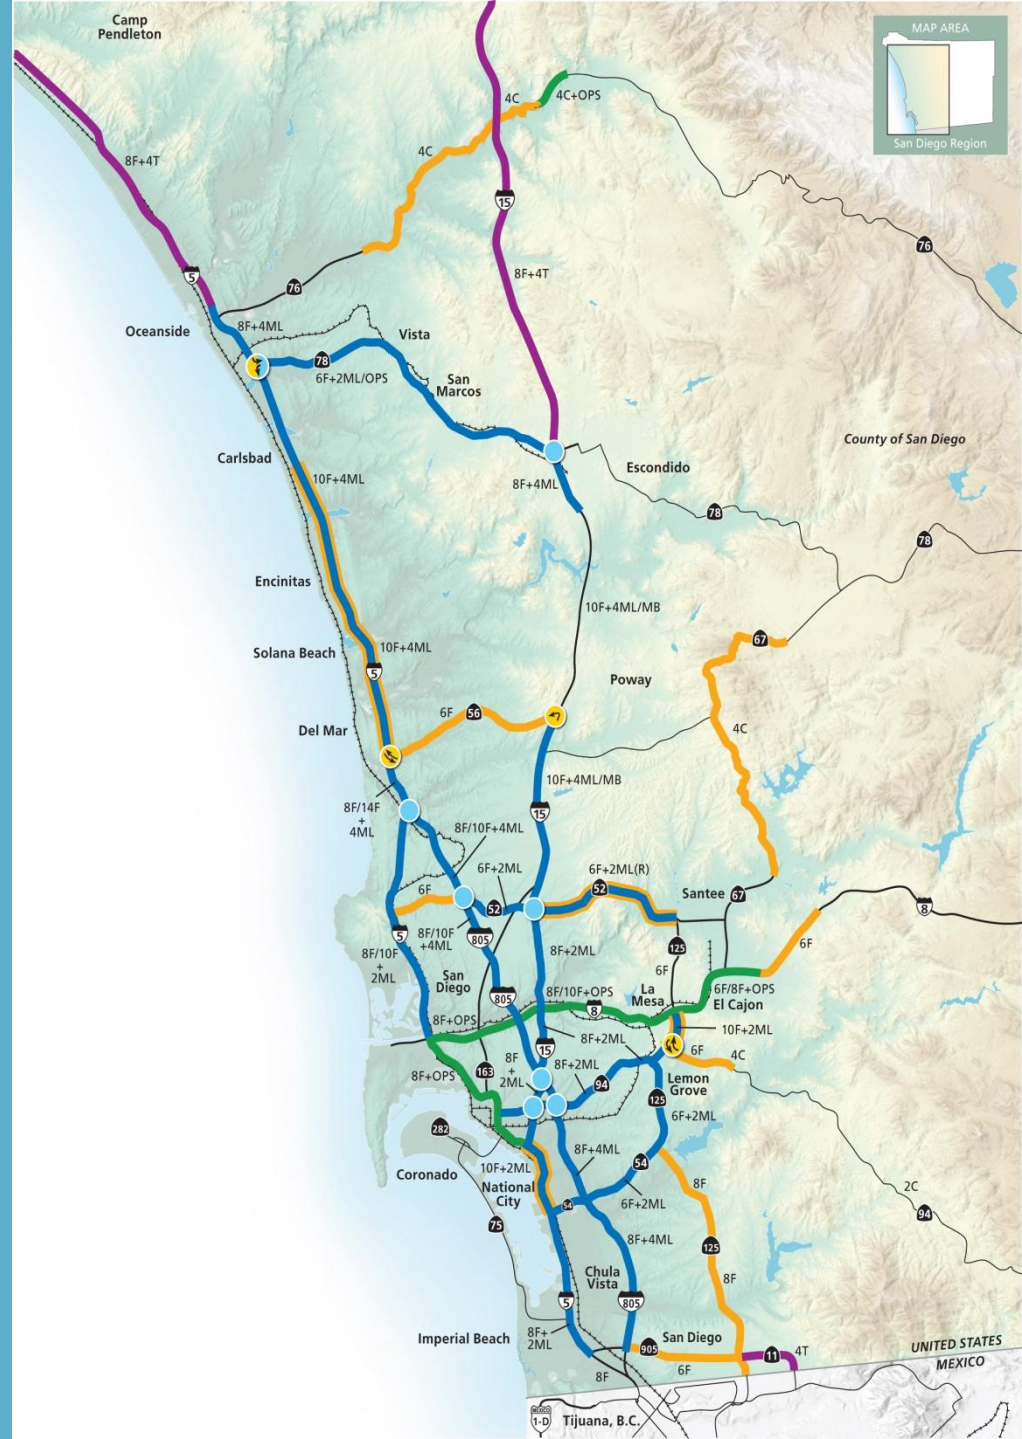 Camp
Pendleton
MAP AREA
San Diego Region
4C
4C+OPS
4C
8F+4T
15
76
5
8F+4T
76
Oceanside
8F+4ML
Vista
78
6F+2ML/OPS
San
Marcos
County of San Diego
Carlsbad
Escondido
10F+4ML
8F+4ML
78
78
Encinitas
10F+4ML/MB
67
Solana Beach
10F+4ML
5
Poway
6F
56
4C
Del Mar
10F+4ML/MB
8F/14F
+
4ML
15
8F/10F+4ML
6F+2ML
6F+2ML(R)
6F
52
52
Santee
67
8
5
8F/10F
+4ML
805
125
6F
8F/10F
+
2ML
8F+2ML
San
Diego
6F
805
8F/10F+OPS
La
Mesa
6F/8F+OPS
El Cajon
8
8F+OPS
10F+2ML
8F+2ML
15
6F
4C
8F+OPS
163
8F
+
2ML
8F+2ML
94
Lemon
Grove
125
6F+2ML
282
8F+4ML
54
Coronado
10F+2ML
National
City
8F
2C
54
6F+2ML
94
75
8F+4ML
125
8F
Chula
Vista
5
805
Imperial Beach
8F+
2ML
905
San Diego
11
4T
6F
8F
UNITED STATES
MEXICO
MEXICO
1-D
Tijuana, B.C.